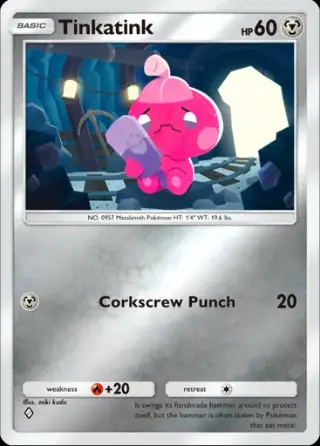 BASIC Tinkatink HP 60
NO. 0957 Metalsmith Pokémon HT: 1'4" WT: 19.6 lbs.
Corkscrew Punch 20
weakness +20 retreat
Illus. miki kudo
It swings its handmade hammer around to protect
itself, but the hammer is often stolen by Pokémon
that eat metal.